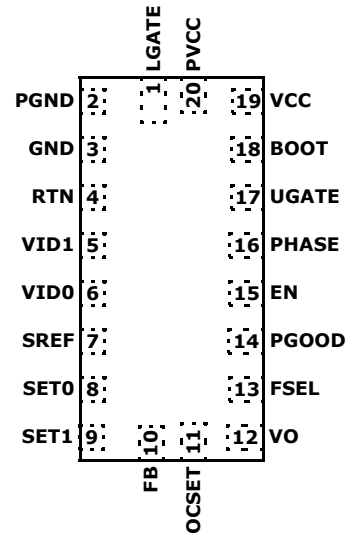 LGATE PVCC
1 20
PGND 2 19 VCC
GND 3 18 BOOT
RTN 4 17 UGATE
VID1 5 16 PHASE
VID0 6 15 EN
SREF 7 14 PGOOD
SET0 8 13 FSEL
SET1 9 12 VO
10 11
FB OCSET